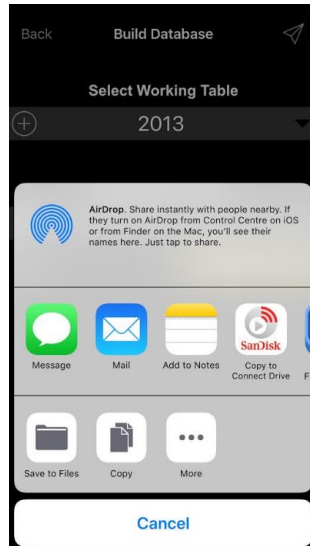 Back
Build Database
Select Working Table
2013
AirDrop. Share instantly with people nearby. If
they turn on AirDrop from Control Centre on iOS
or from Finder on the Mac, you'll see their
names here. Just tap to share.
SanDisk
Message
Mail
Add to Notes
Copy to
Connect Drive
Save to Files
Copy
More
Cancel